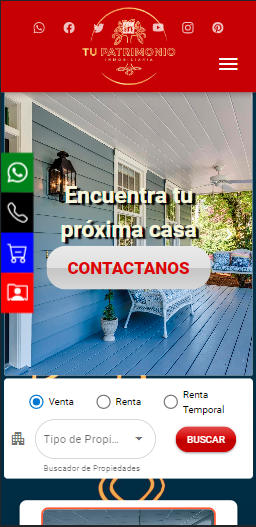 TU PATRIMONIO
INMOBILIARIA
Encuentra tu
próxima casa
CONTACTANOS
Venta
Renta
Renta
Temporal
Tipo de Propi...
BUSCAR
Buscador de Propiedades